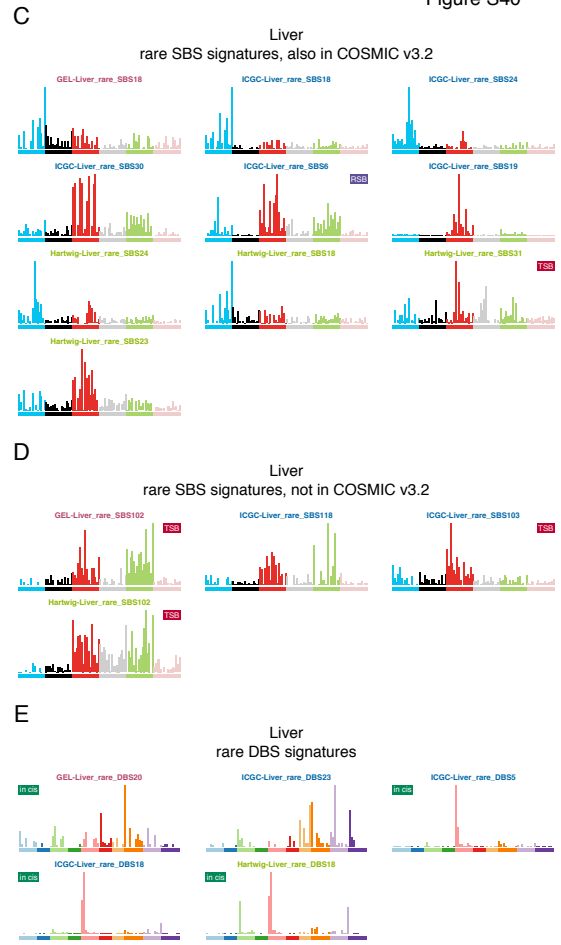 Figure S40
C
Liver
rare SBS signatures, also in COSMIC v3.2
GEL-Liver_rare_SBS18
ICGC-Liver_rare_SBS18
ICGC-Liver_rare_SBS24
ICGC-Liver_rare_SBS30
ICGC-Liver_rare_SBS6
RSB
ICGC-Liver_rare_SBS19
Hartwig-Liver_rare_SBS24
Hartwig-Liver_rare_SBS18
Hartwig-Liver_rare_SBS31
TSB
Hartwig-Liver_rare_SBS23
D
Liver
rare SBS signatures, not in COSMIC v3.2
GEL-Liver_rare_SBS102
TSB
ICGC-Liver_rare_SBS118
ICGC-Liver_rare_SBS103
TSB
Hartwig-Liver_rare_SBS102
TSB
E
Liver
rare DBS signatures
GEL-Liver_rare_DBS20
in cis
ICGC-Liver_rare_DBS23
ICGC-Liver_rare_DBS5
in cis
ICGC-Liver_rare_DBS18
in cis
Hartwig-Liver_rare_DBS18
in cis